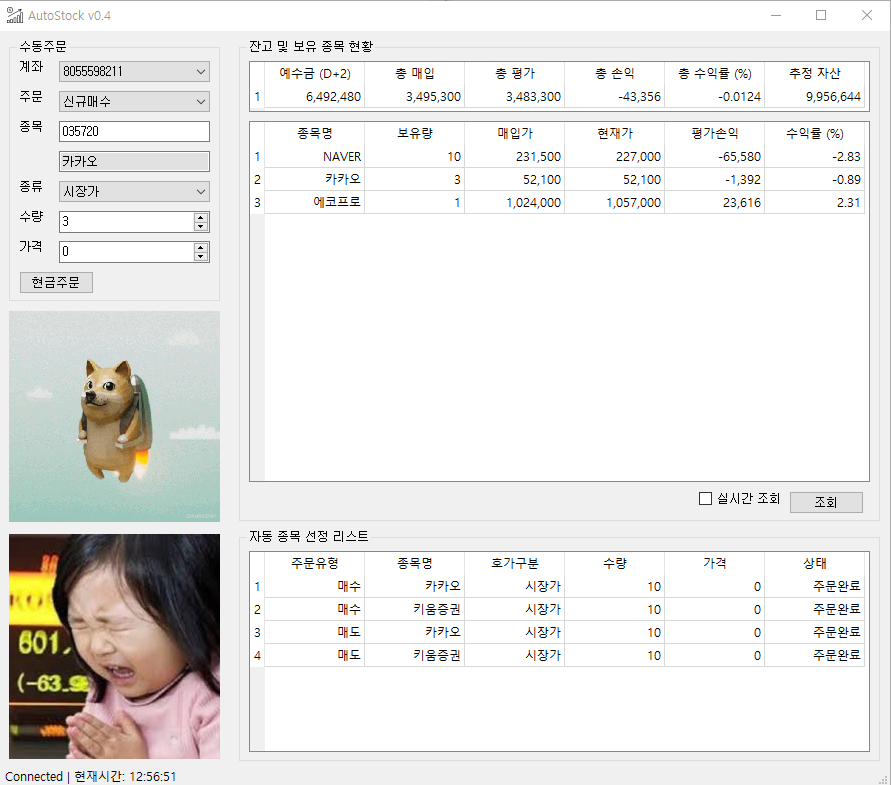 AutoStock v0.4
수동주문
계좌 8055598211
주문 신규매수
종목 035720
카카오
종류 시장가
수량 3
가격 0
현금주문
잔고 및 보유 종목 현황
예수금 (D+2) 총 매입 총 평가 총 손익 총 수익률 (%) 추정 자산
1 6,492,480 3,495,300 3,483,300 -43,356 -0.0124 9,956,644
종목명 보유량 매입가 현재가 평가손익 수익률 (%)
1 NAVER 10 231,500 227,000 -65,580 -2.83
2 카카오 3 52,100 52,100 -1,392 -0.89
3 에코프로 1 1,024,000 1,057,000 23,616 2.31
실시간 조회 조회
자동 종목 선정 리스트
주문유형 종목명 호가구분 수량 가격 상태
1 매수 카카오 시장가 10 0 주문완료
2 매수 키움증권 시장가 10 0 주문완료
3 매도 카카오 시장가 10 0 주문완료
4 매도 키움증권 시장가 10 0 주문완료
601,
(-63.9
Connected | 현재시간: 12:56:51